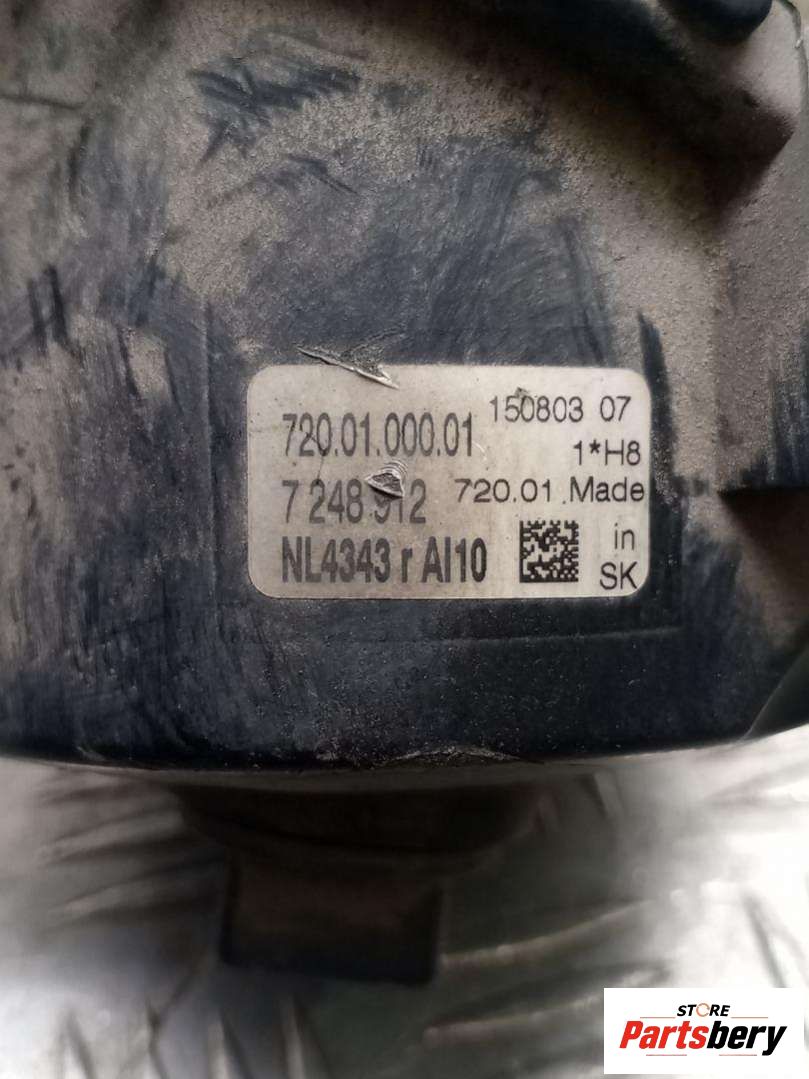 720.01.000.01 150803 07
1*H8
7 248 912 720.01 Made
NL4343 r AI10 in
SK
STORE
Partsbery